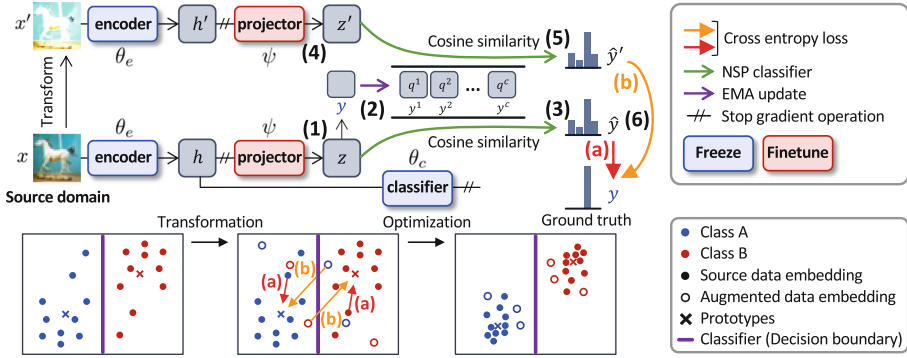 x′ encoder h′ projector (4) z′ Cosine similarity (5) ŷ′
θe ψ
(b)
Transform
y (2) q¹ q² ... qᶜ
y¹ y² yᶜ
θe ψ (1) (3)
x encoder h projector z Cosine similarity ŷ (6)
θc (a)
classifier y
Source domain
Ground truth
Cross entropy loss
NSP classifier
EMA update
Stop gradient operation
Freeze Finetune
Transformation Optimization
(a) (b)
(b) (a)
Class A
Class B
Source data embedding
Augmented data embedding
Prototypes
Classifier (Decision boundary)